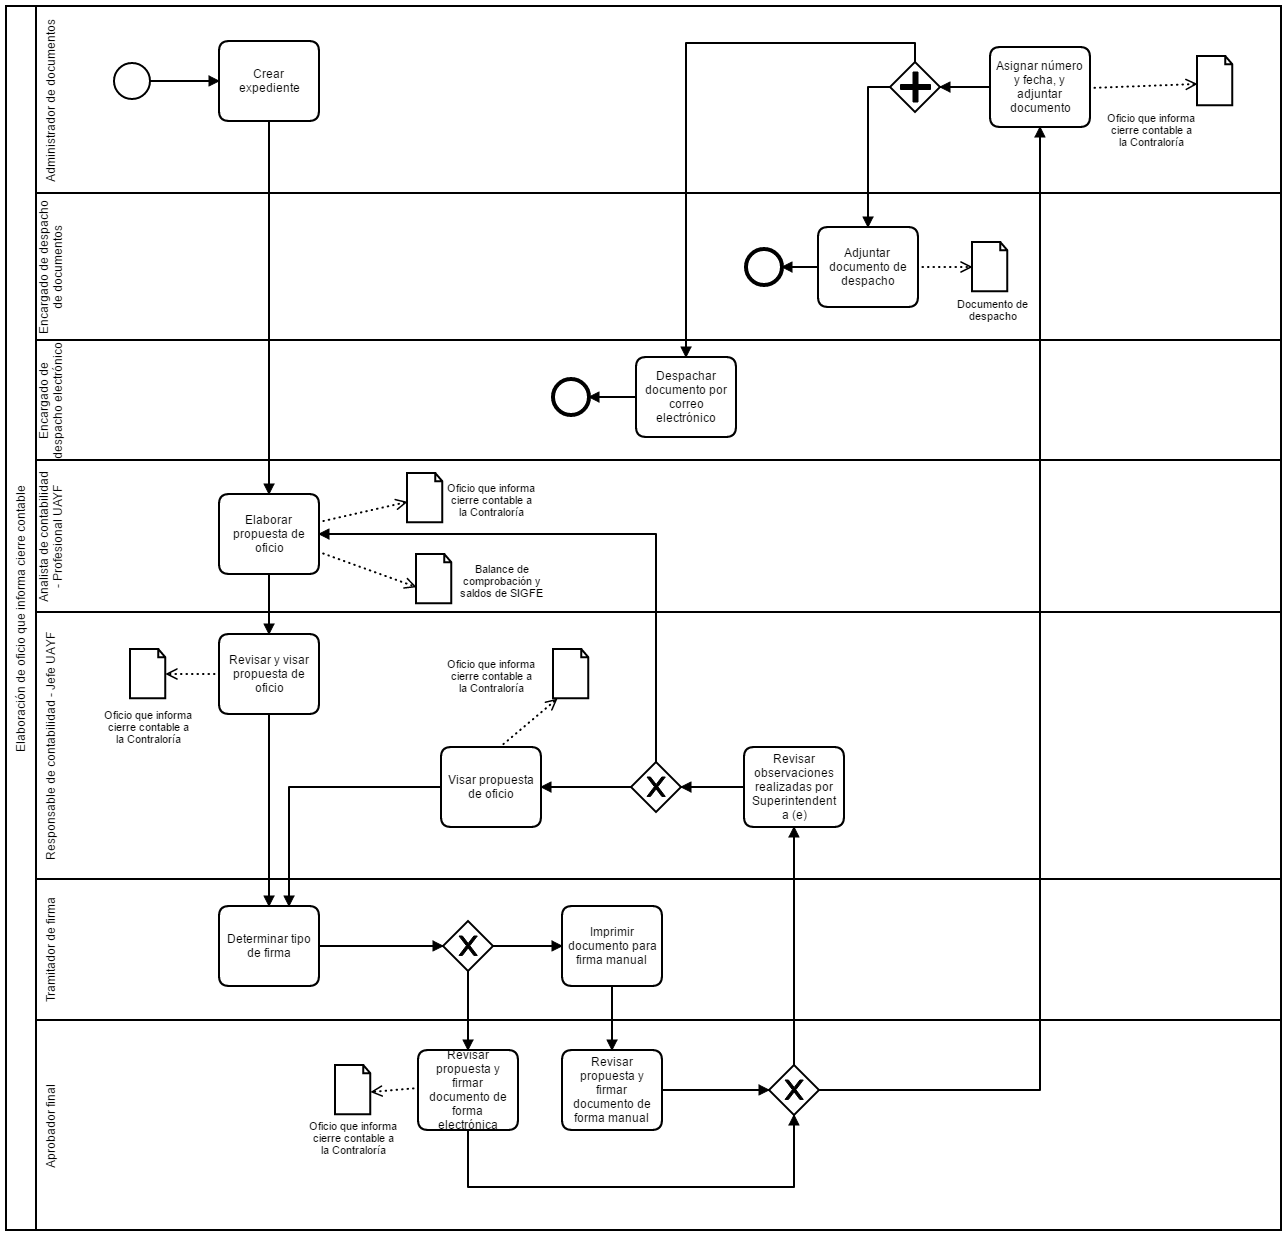 Elaboración de oficio que informa cierre contable
Administrador de documentos
Crear
expediente
Asignar número
y fecha, y
adjuntar
documento
Oficio que informa
cierre contable a
la Contraloría
Encargado de despacho
de documentos
Adjuntar
documento de
despacho
Documento de
despacho
Encargado de
despacho electrónico
Despachar
documento por
correo
electrónico
Analista de contabilidad
- Profesional UAYF
Elaborar
propuesta de
oficio
Oficio que informa
cierre contable a
la Contraloría
Balance de
comprobación y
saldos de SIGFE
Responsable de contabilidad - Jefe UAYF
Revisar y visar
propuesta de
oficio
Oficio que informa
cierre contable a
la Contraloría
Oficio que informa
cierre contable a
la Contraloría
Visar propuesta
de oficio
X
Revisar
observaciones
realizadas por
Superintendent
a (e)
Tramitador de firma
Determinar tipo
de firma
X
Imprimir
documento para
firma manual
Aprobador final
Oficio que informa
cierre contable a
la Contraloría
Revisar
propuesta y
firmar
documento de
forma
electrónica
Revisar
propuesta y
firmar
documento de
forma manual
X